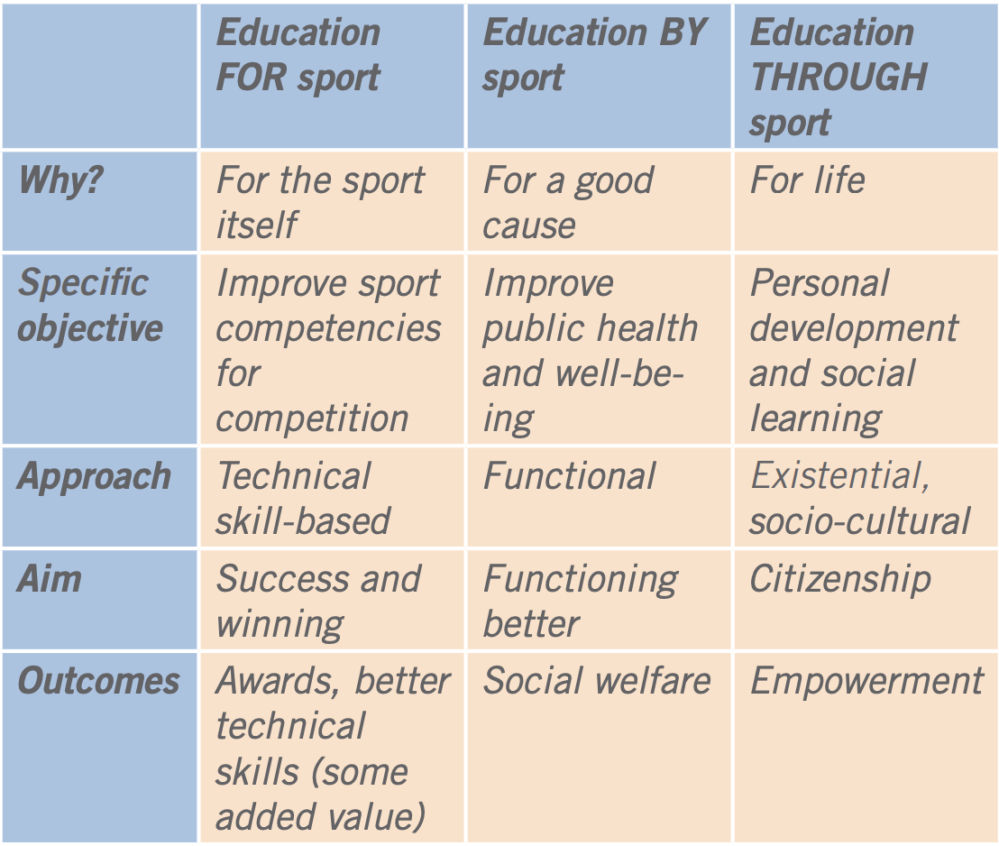 Education
FOR sport
Education BY
sport
Education
THROUGH
sport
Why?
For the sport
itself
For a good
cause
For life
Specific
objective
Improve sport
competencies
for
competition
Improve
public health
and well-be-
ing
Personal
development
and social
learning
Approach
Technical
skill-based
Functional
Existential,
socio-cultural
Aim
Success and
winning
Functioning
better
Citizenship
Outcomes
Awards, better
technical
skills (some
added value)
Social welfare
Empowerment